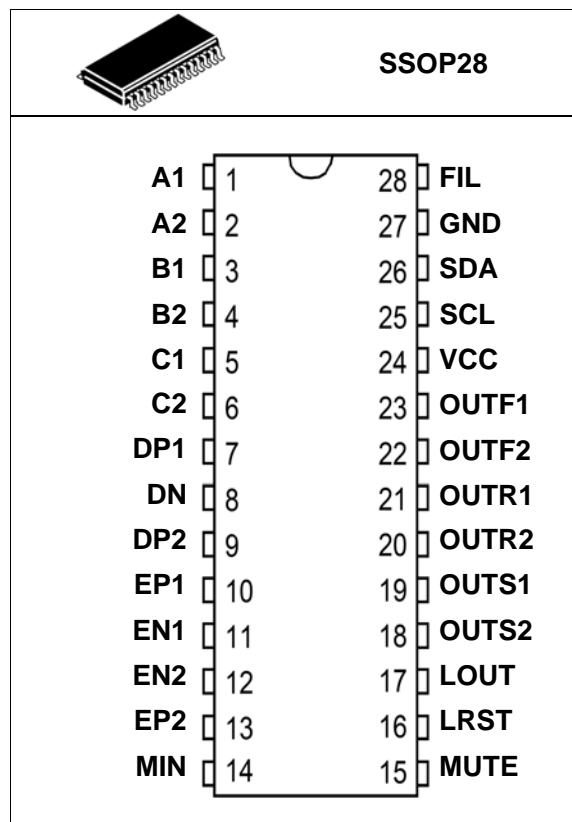 SSOP28
A1 1 28 FIL
A2 2 27 GND
B1 3 26 SDA
B2 4 25 SCL
C1 5 24 VCC
C2 6 23 OUTF1
DP1 7 22 OUTF2
DN 8 21 OUTR1
DP2 9 20 OUTR2
EP1 10 19 OUTS1
EN1 11 18 OUTS2
EN2 12 17 LOUT
EP2 13 16 LRST
MIN 14 15 MUTE